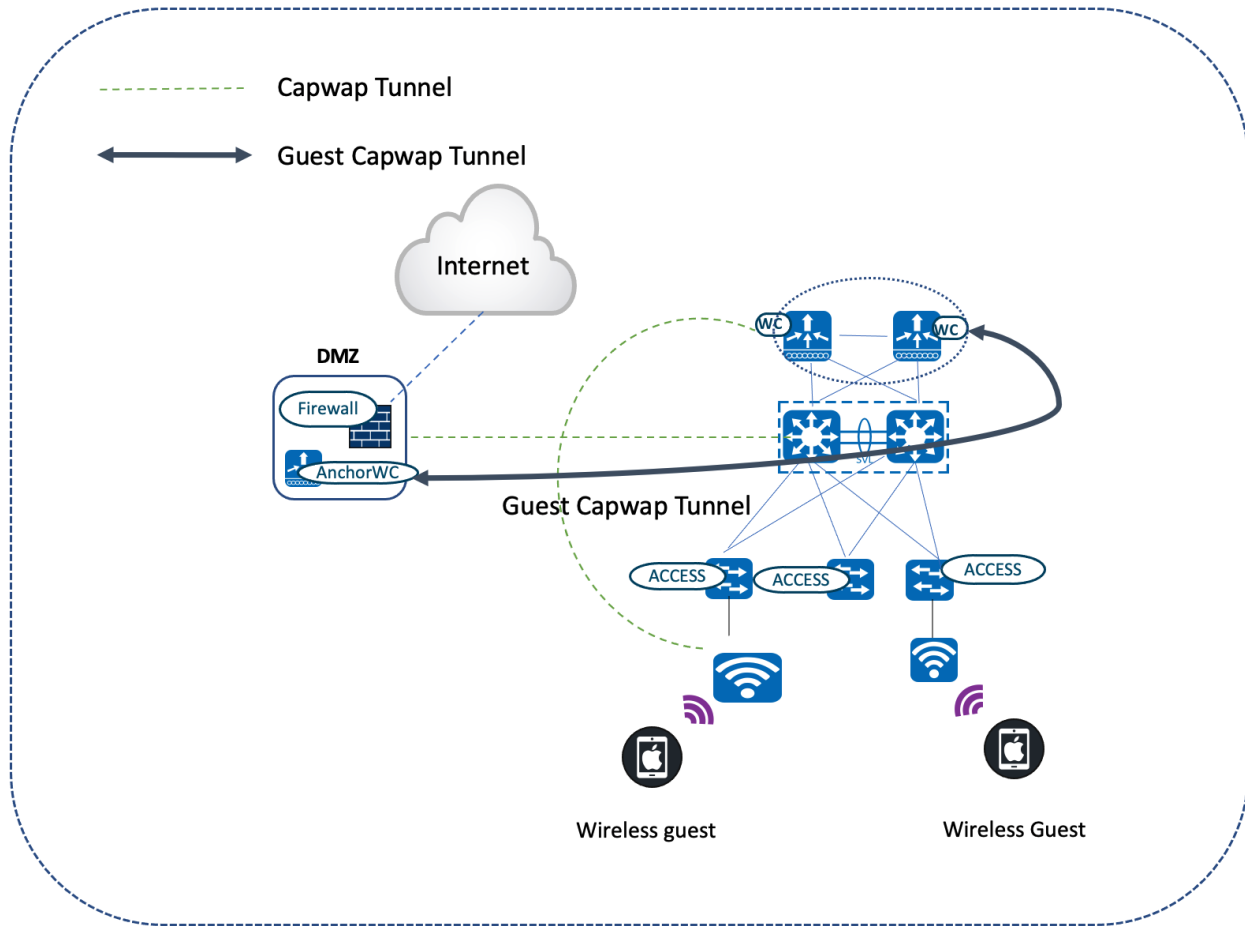 Capwap Tunnel
Guest Capwap Tunnel
Internet
WC
WC
DMZ
Firewall
AnchorWC
SVL
Guest Capwap Tunnel
ACCESS
ACCESS
ACCESS
Wireless guest
Wireless Guest